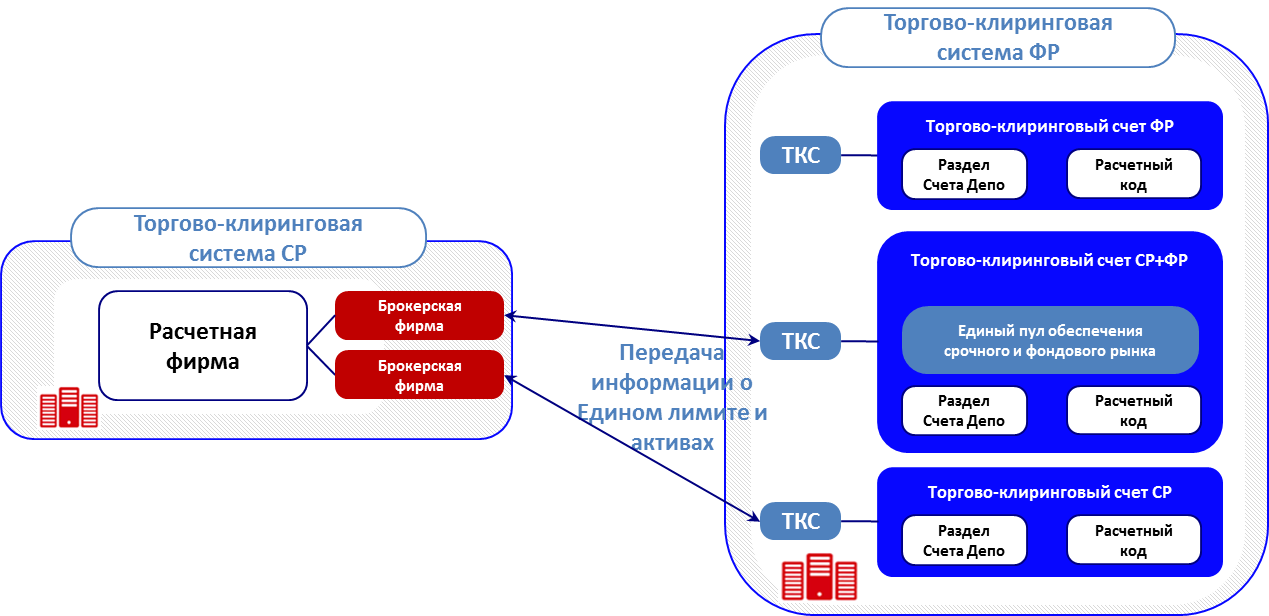 Торгово-клиринговая
система СР
Расчетная
фирма
Брокерская
фирма
Брокерская
фирма
Передача
информации о
Едином лимите и
активах
Торгово-клиринговая
система ФР
ТКС
Торгово-клиринговый счет ФР
Раздел
Счета Депо
Расчетный
код
ТКС
Торгово-клиринговый счет СР+ФР
Единый пул обеспечения
срочного и фондового рынка
Раздел
Счета Депо
Расчетный
код
ТКС
Торгово-клиринговый счет СР
Раздел
Счета Депо
Расчетный
код